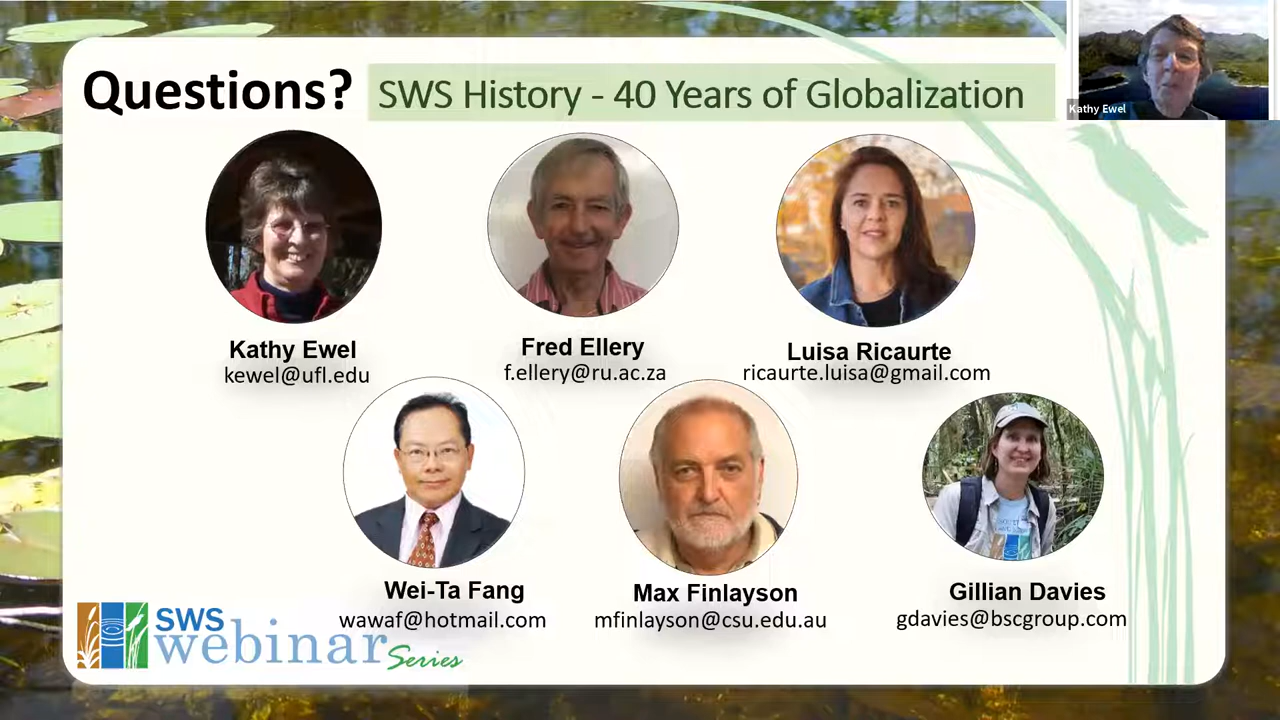 Questions?
SWS History - 40 Years of Globalization
Kathy Ewel
Kathy Ewel
kewel@ufl.edu
Fred Ellery
f.ellery@ru.ac.za
Luisa Ricaurte
ricaurte.luisa@gmail.com
Wei-Ta Fang
wawaf@hotmail.com
Max Finlayson
mfinlayson@csu.edu.au
Gillian Davies
gdavies@bscgroup.com
SWS
webinar
Series